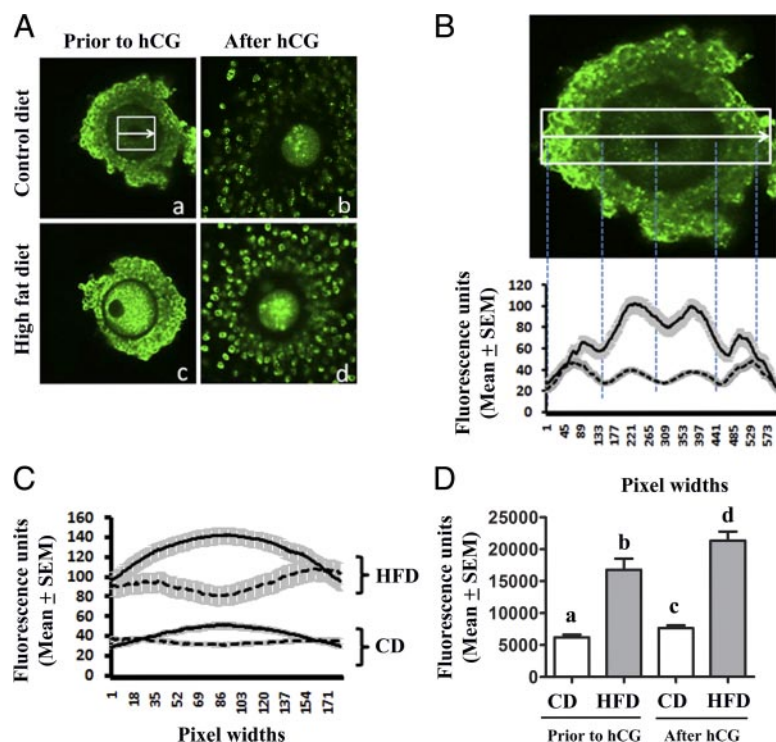 A
Prior to hCG
After hCG
Control diet
High fat diet
a
b
c
d
B
Fluorescence units
(Mean ± SEM)
120
100
80
60
40
20
0
1
45
89
133
177
221
265
309
353
397
441
485
529
573
Pixel widths
C
Fluorescence units
(Mean ± SEM)
160
140
120
100
80
60
40
20
0
1
18
35
52
69
86
103
120
137
154
171
HFD
CD
Pixel widths
D
Fluorescence units
(Mean ± SEM)
25000
20000
15000
10000
5000
0
a
b
c
d
CD HFD CD HFD
Prior to hCG After hCG